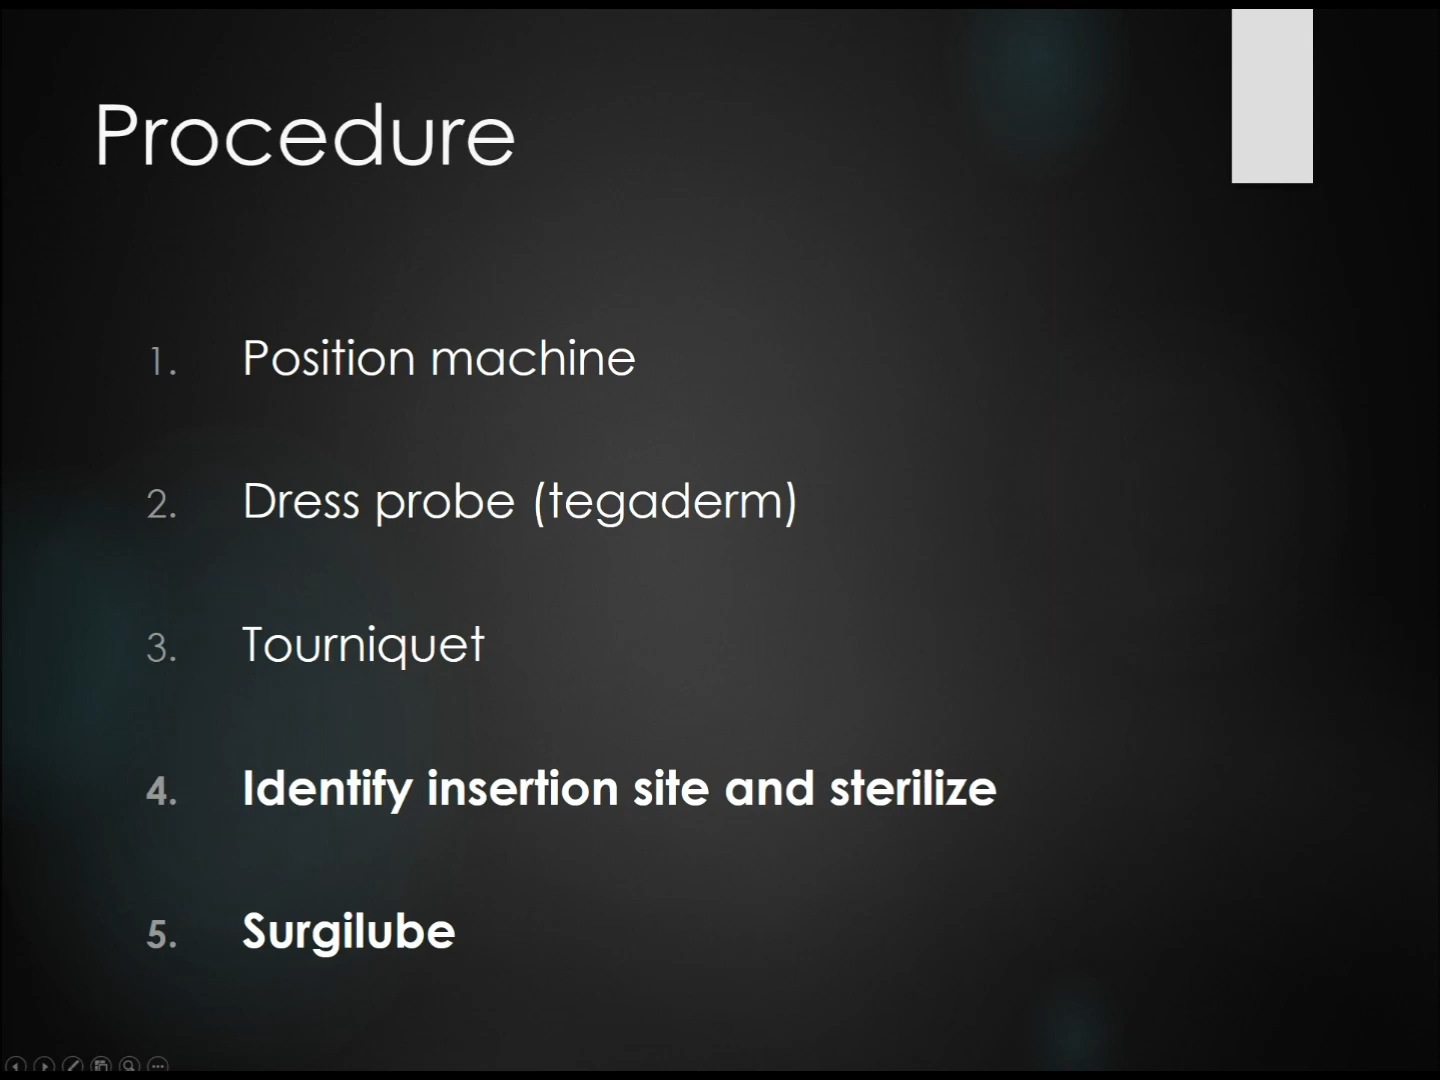 Procedure
1. Position machine
2. Dress probe (tegaderm)
3. Tourniquet
4. Identify insertion site and sterilize
5. Surgilube